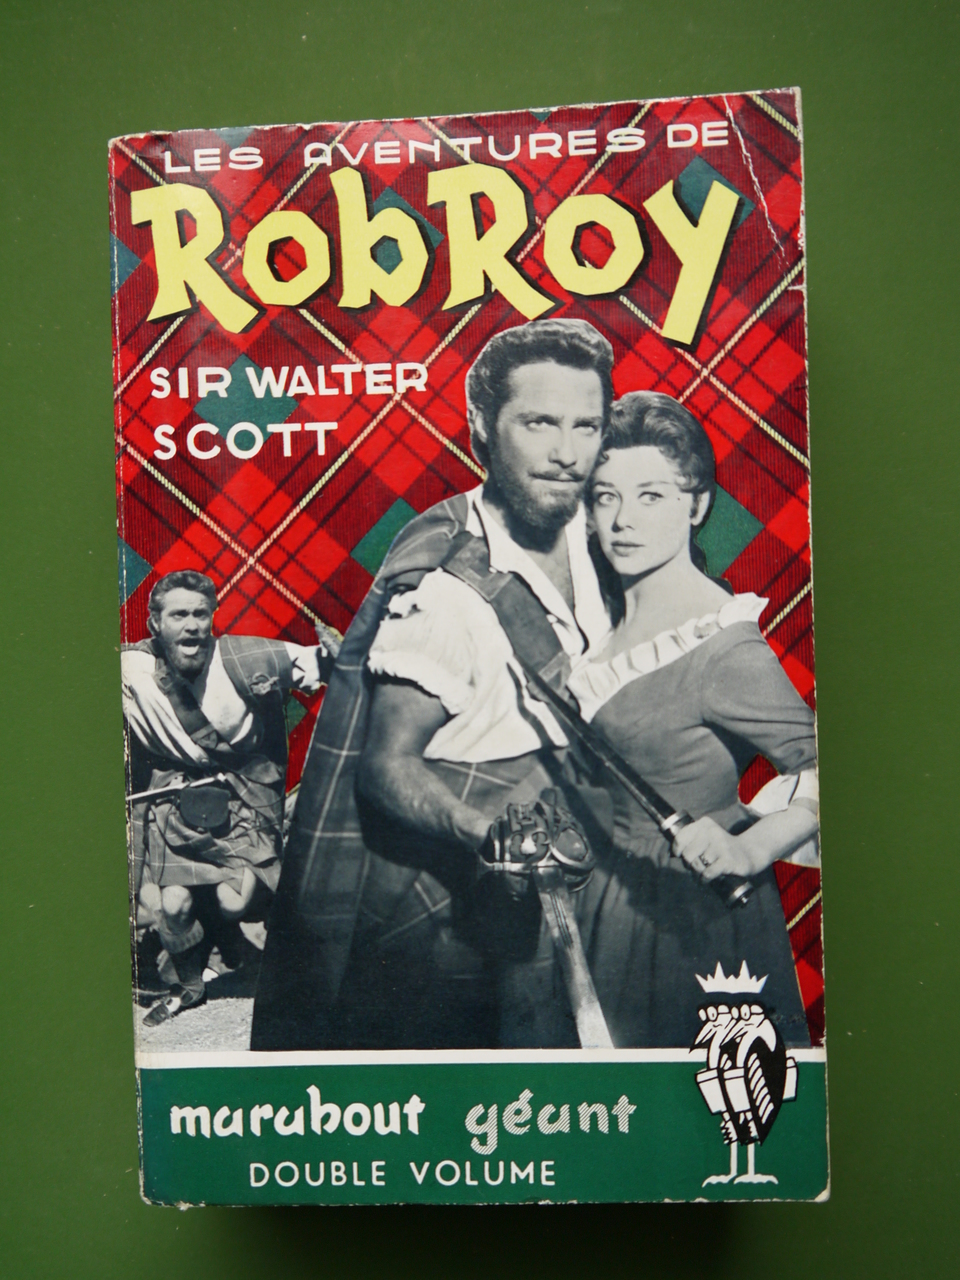 LES AVENTURES DE
RobRoy
SIR WALTER
SCOTT
marabout géant
DOUBLE VOLUME